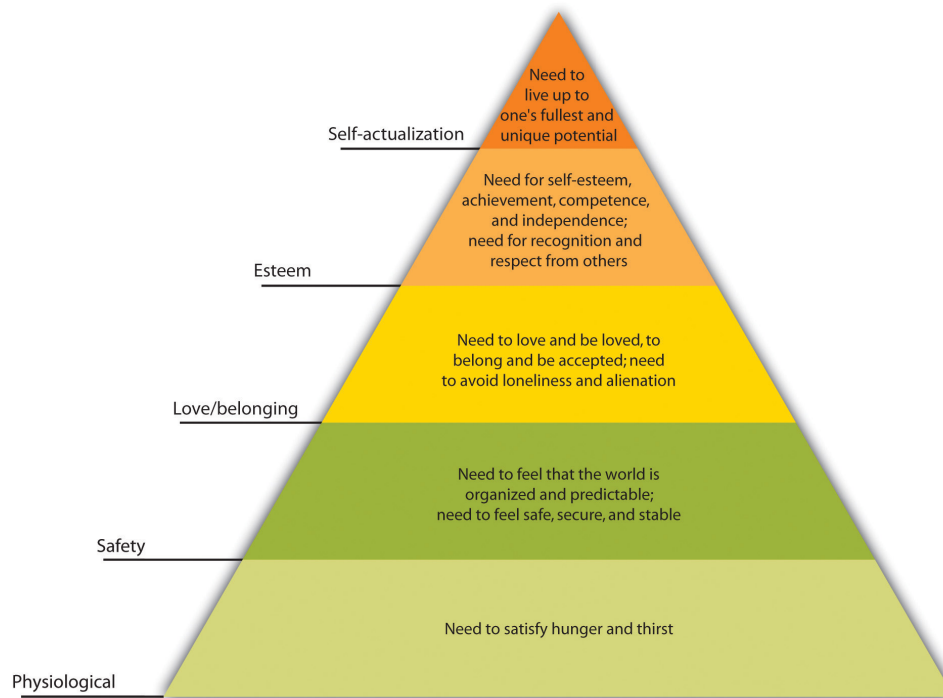 Need to
live up to
one's fullest and
unique potential
Self-actualization
Need for self-esteem,
achievement, competence,
and independence;
need for recognition and
respect from others
Esteem
Need to love and be loved, to
belong and be accepted; need
to avoid loneliness and alienation
Love/belonging
Need to feel that the world is
organized and predictable;
need to feel safe, secure, and stable
Safety
Need to satisfy hunger and thirst
Physiological